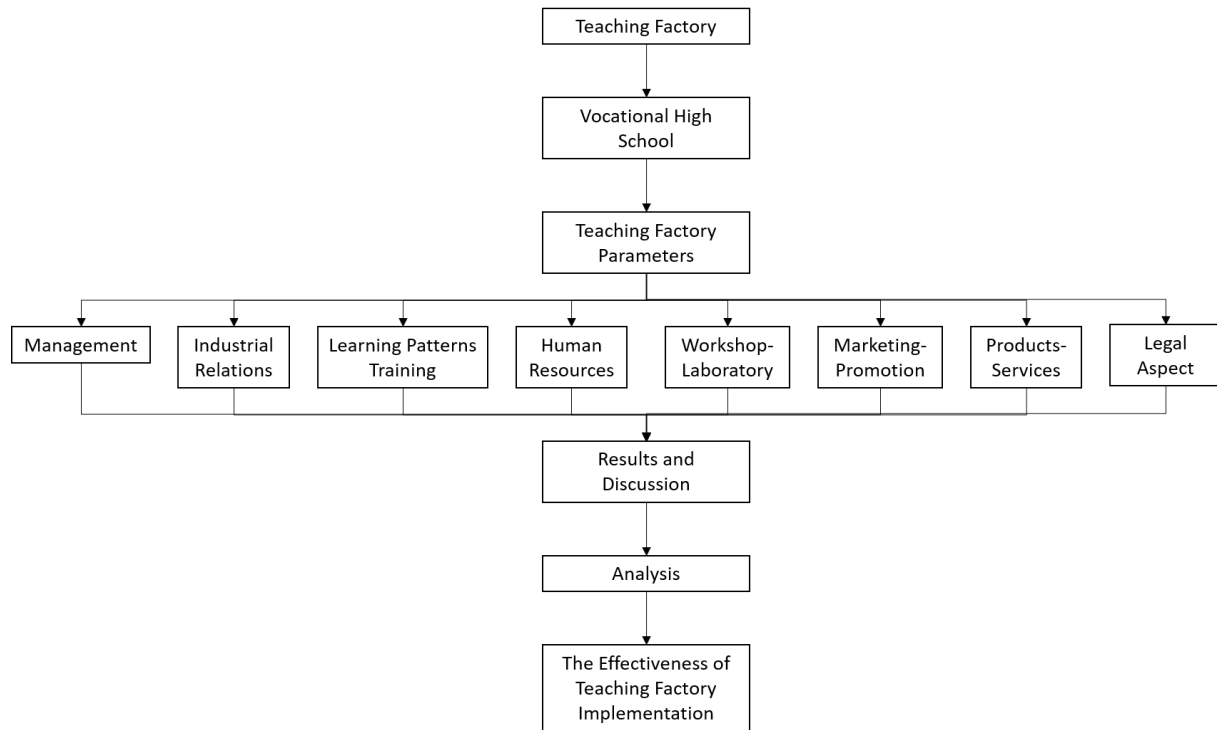 Teaching Factory
Vocational High
School
Teaching Factory
Parameters
Management
Industrial
Relations
Learning Patterns
Training
Human
Resources
Workshop-
Laboratory
Marketing-
Promotion
Products-
Services
Legal
Aspect
Results and
Discussion
Analysis
The Effectiveness of
Teaching Factory
Implementation